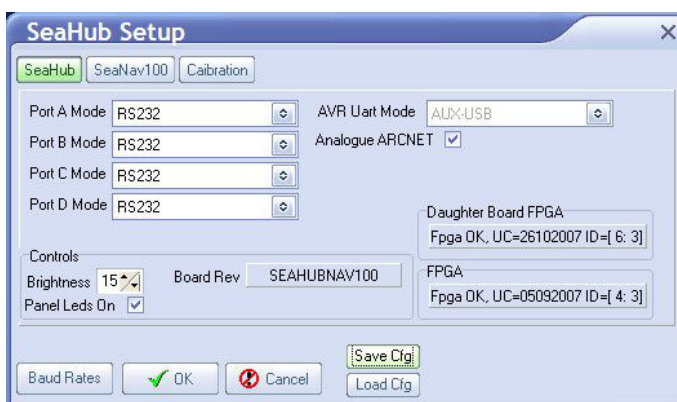 SeaHub Setup
SeaHub SeaNav100 Caibration
Port A Mode RS232
AVR Uart Mode AUX-USB
Port B Mode RS232
Analogue ARCNET
Port C Mode RS232
Port D Mode RS232
Daughter Board FPGA
Fpga OK, UC=26102007 ID=[ 6: 3]
Controls
Brightness 15
Board Rev SEAHUBNAV100
FPGA
Fpga OK, UC=05092007 ID=[ 4: 3]
Panel Leds On
Save Cfg
Baud Rates OK Cancel
Load Cfg